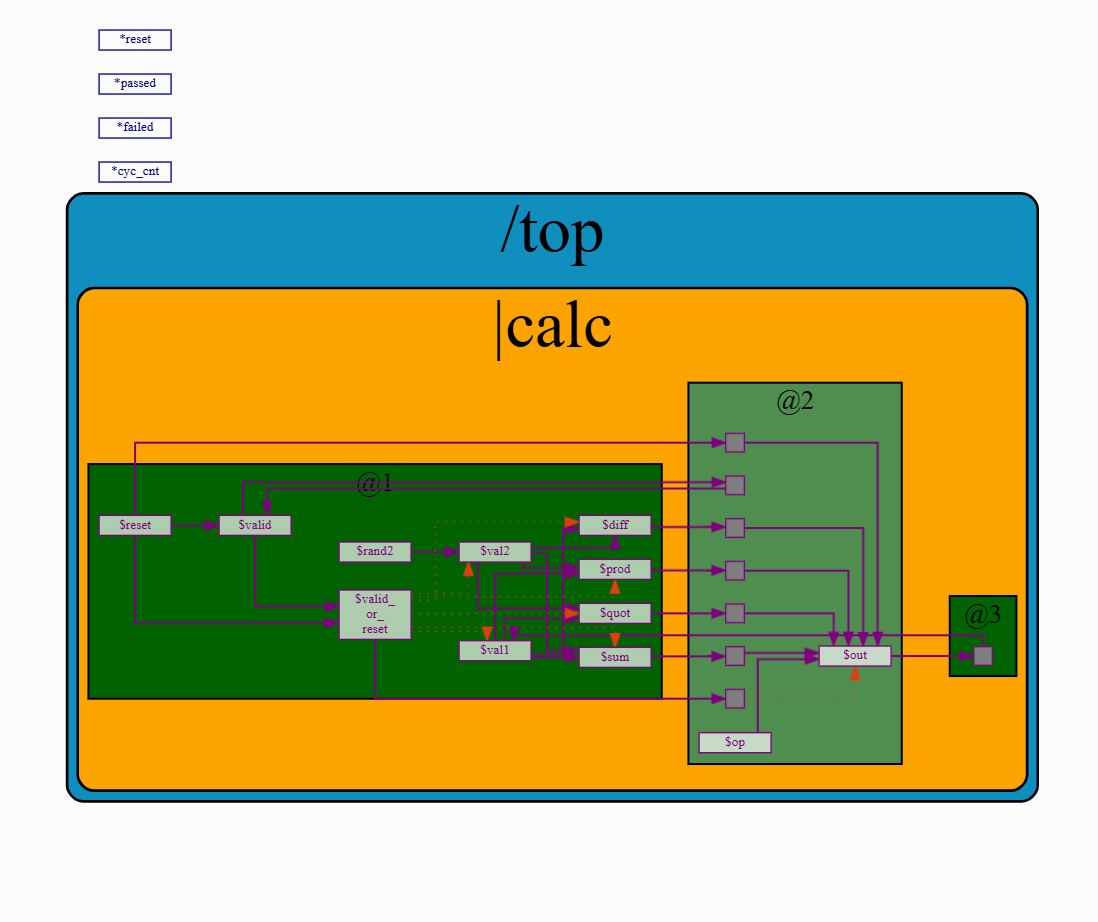 *reset
*passed
*failed
*cyc_cnt
/top
|calc
@2
@1
$reset
$valid
$diff
$rand2
$val2
$prod
$valid_
or_
reset
$quot
@3
$val1
$sum
$out
$op